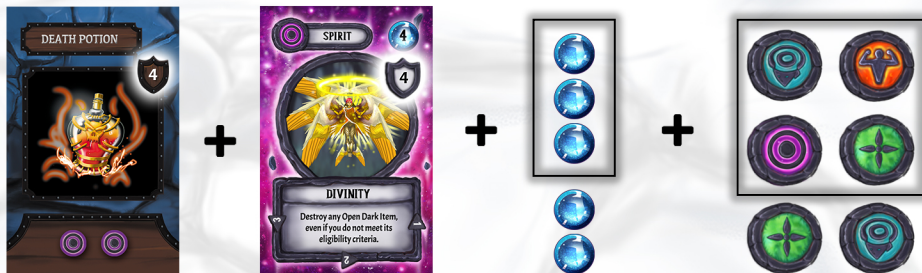 DEATH POTION
4
+
SPIRIT
4
4
DIVINITY
Destroy any Open Dark Item,
even if you do not meet its
eligibility criteria.
3
1
2
+
+